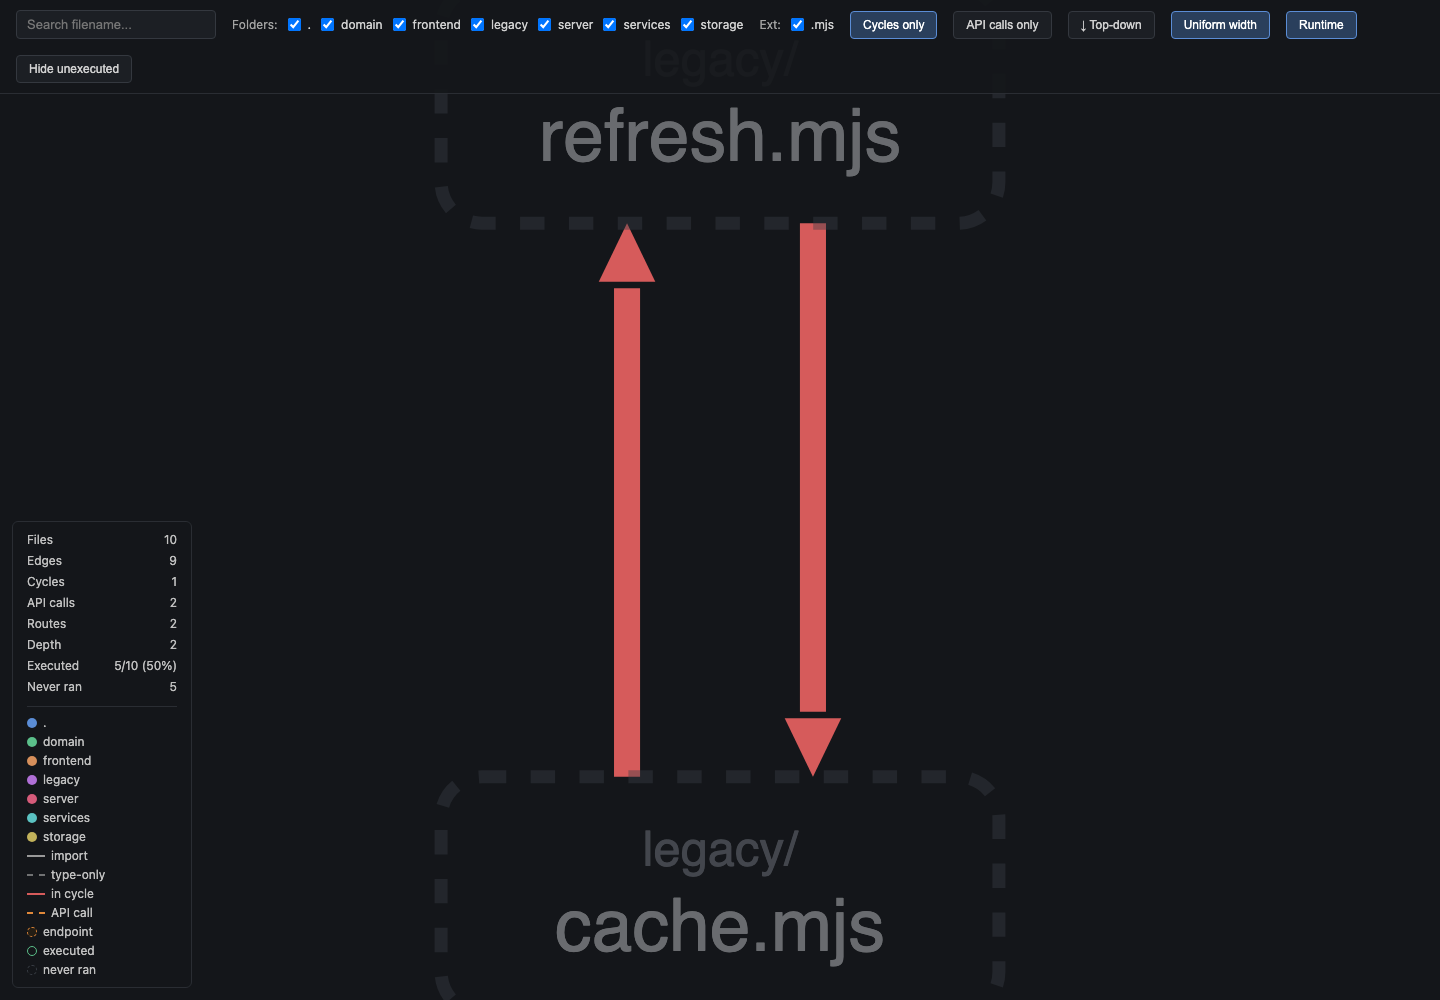 Search filename...
Folders: . domain frontend legacy server services storage Ext: .mjs Cycles only API calls only ↓ Top-down Uniform width Runtime
Hide unexecuted
legacy/
refresh.mjs
legacy/
cache.mjs
Files 10
Edges 9
Cycles 1
API calls 2
Routes 2
Depth 2
Executed 5/10 (50%)
Never ran 5
.
domain
frontend
legacy
server
services
storage
import
type-only
in cycle
API call
endpoint
executed
never ran